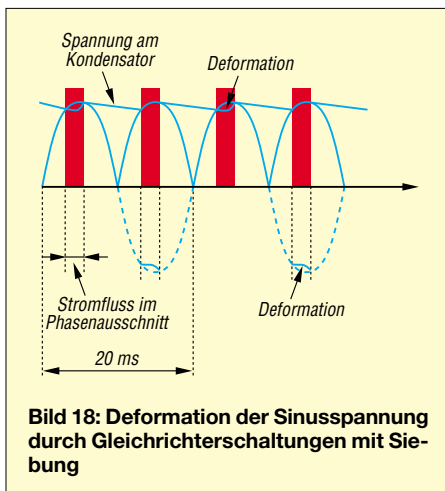 Spannung am
Kondensator
Deformation
Stromfluss im
Phasenausschnitt
Deformation
20 ms
Bild 18: Deformation der Sinusspannung
durch Gleichrichterschaltungen mit Sie-
bung